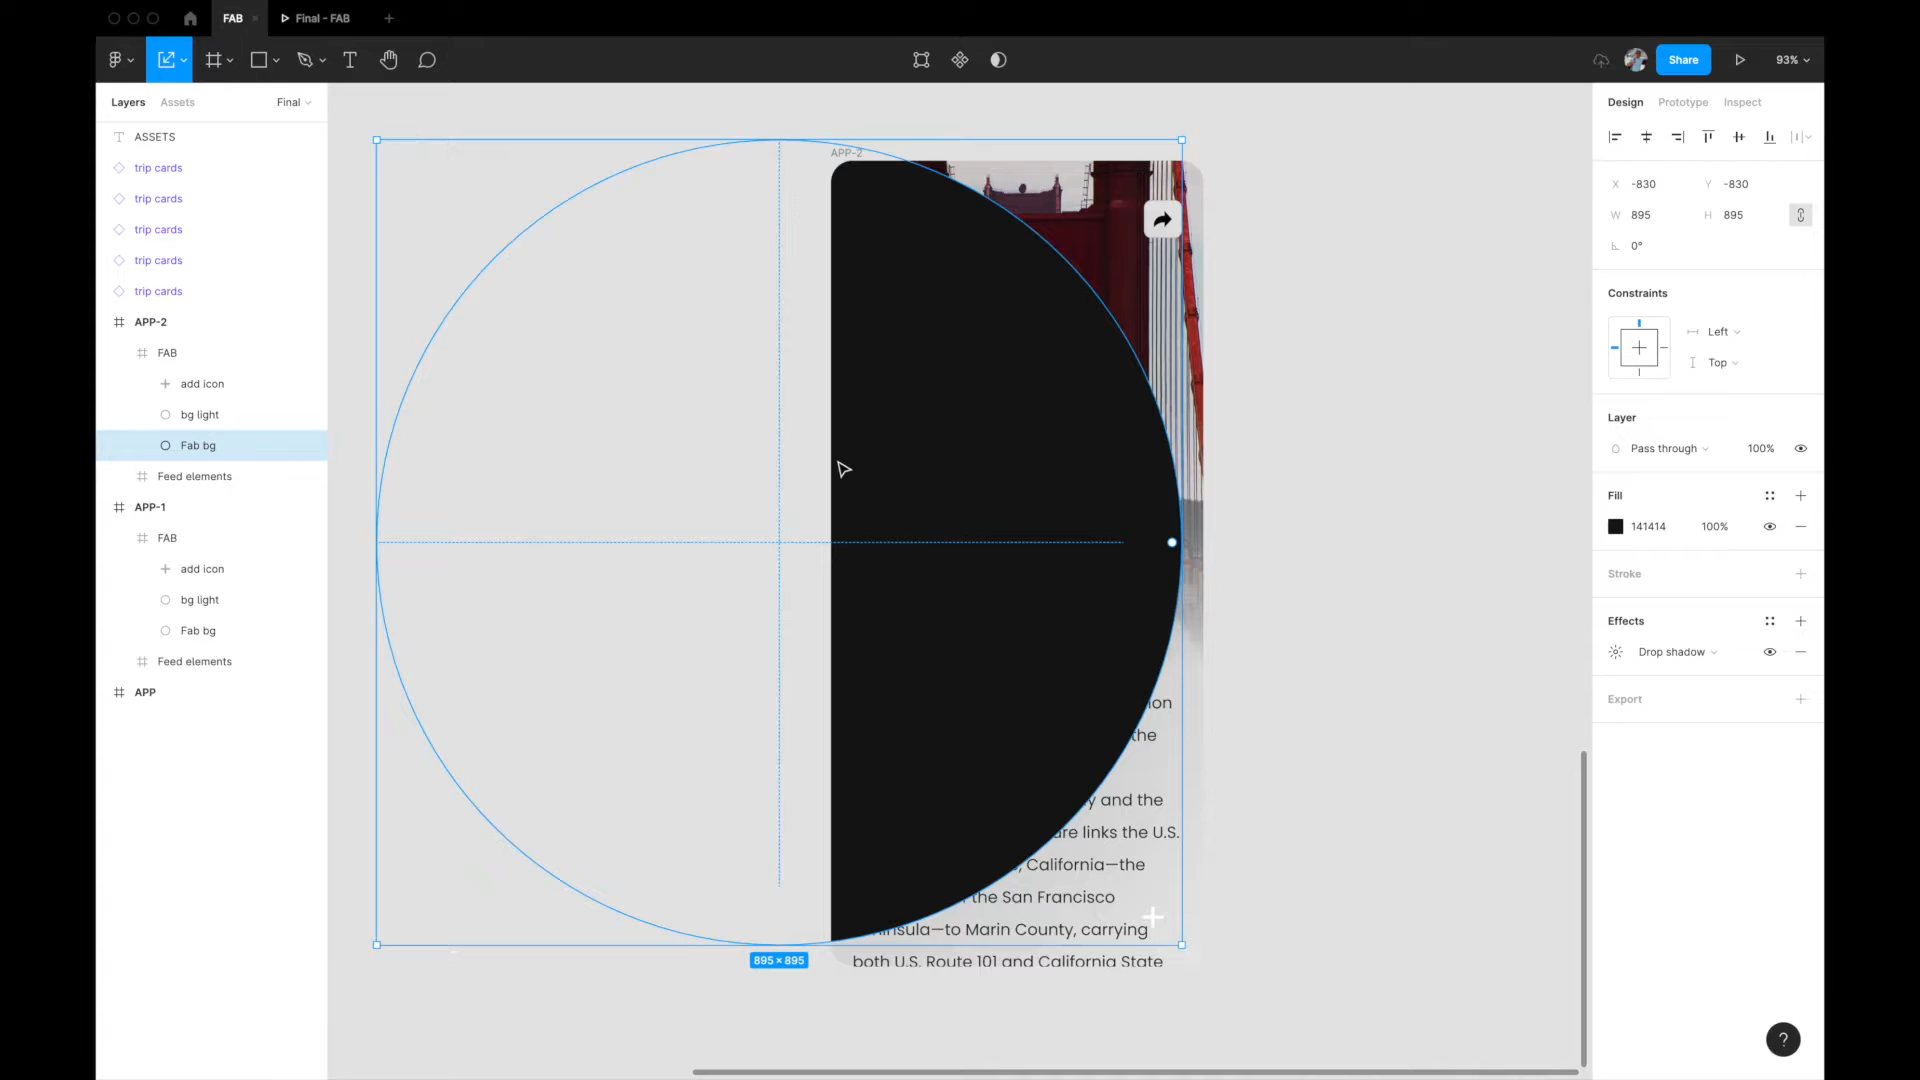 FAB
Final - FAB
Share
93%
Layers
Assets
Final
ASSETS
trip cards
trip cards
trip cards
trip cards
trip cards
APP-2
FAB
add icon
bg light
Fab bg
Feed elements
APP-1
FAB
add icon
bg light
Fab bg
Feed elements
APP
APP-2
ion
the
y and the
are links the U.S.
, California—the
the San Francisco
insula—to Marin County, carrying
both U.S. Route 101 and California State
895 × 895
Design
Prototype
Inspect
X -830 Y -830
W 895 H 895
0°
Constraints
Left
Top
Layer
Pass through 100%
Fill
141414 100%
Stroke
Effects
Drop shadow
Export
?